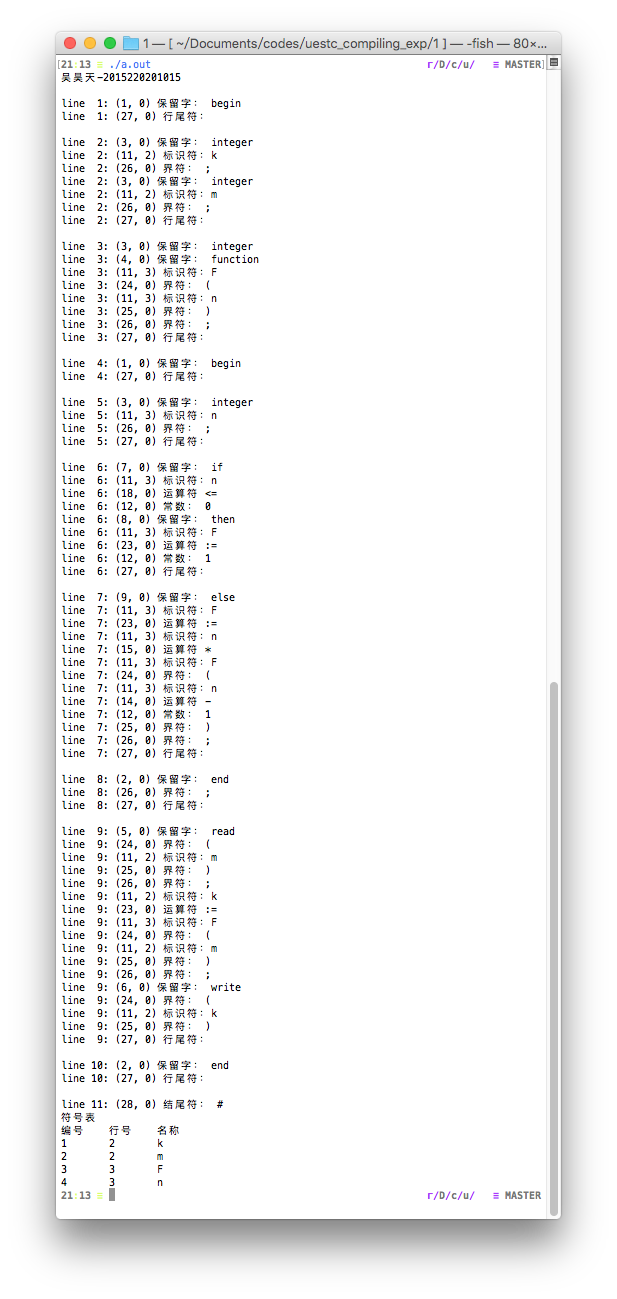 1 — [ ~/Documents/codes/uestc_compiling_exp/1 ] — -fish — 80×...
[21:13 ≡ ./a.out r/D/c/u/ ≡ MASTER]
吴昊天-2015220201015
line 1: (1, 0) 保留字: begin
line 1: (27, 0) 行尾符:
line 2: (3, 0) 保留字: integer
line 2: (11, 2) 标识符: k
line 2: (26, 0) 界符: ;
line 2: (3, 0) 保留字: integer
line 2: (11, 2) 标识符: m
line 2: (26, 0) 界符: ;
line 2: (27, 0) 行尾符:
line 3: (3, 0) 保留字: integer
line 3: (4, 0) 保留字: function
line 3: (11, 3) 标识符: F
line 3: (24, 0) 界符: (
line 3: (11, 3) 标识符: n
line 3: (25, 0) 界符: )
line 3: (26, 0) 界符: ;
line 3: (27, 0) 行尾符:
line 4: (1, 0) 保留字: begin
line 4: (27, 0) 行尾符:
line 5: (3, 0) 保留字: integer
line 5: (11, 3) 标识符: n
line 5: (26, 0) 界符: ;
line 5: (27, 0) 行尾符:
line 6: (7, 0) 保留字: if
line 6: (11, 3) 标识符: n
line 6: (18, 0) 运算符 <=
line 6: (12, 0) 常数: 0
line 6: (8, 0) 保留字: then
line 6: (11, 3) 标识符: F
line 6: (23, 0) 运算符 :=
line 6: (12, 0) 常数: 1
line 6: (27, 0) 行尾符:
line 7: (9, 0) 保留字: else
line 7: (11, 3) 标识符: F
line 7: (23, 0) 运算符 :=
line 7: (11, 3) 标识符: n
line 7: (15, 0) 运算符 *
line 7: (11, 3) 标识符: F
line 7: (24, 0) 界符: (
line 7: (11, 3) 标识符: n
line 7: (14, 0) 运算符 -
line 7: (12, 0) 常数: 1
line 7: (25, 0) 界符: )
line 7: (26, 0) 界符: ;
line 7: (27, 0) 行尾符:
line 8: (2, 0) 保留字: end
line 8: (26, 0) 界符: ;
line 8: (27, 0) 行尾符:
line 9: (5, 0) 保留字: read
line 9: (24, 0) 界符: (
line 9: (11, 2) 标识符: m
line 9: (25, 0) 界符: )
line 9: (26, 0) 界符: ;
line 9: (11, 2) 标识符: k
line 9: (23, 0) 运算符 :=
line 9: (11, 3) 标识符: F
line 9: (24, 0) 界符: (
line 9: (11, 2) 标识符: m
line 9: (25, 0) 界符: )
line 9: (26, 0) 界符: ;
line 9: (6, 0) 保留字: write
line 9: (24, 0) 界符: (
line 9: (11, 2) 标识符: k
line 9: (25, 0) 界符: )
line 9: (27, 0) 行尾符:
line 10: (2, 0) 保留字: end
line 10: (27, 0) 行尾符:
line 11: (28, 0) 结尾符: #
符号表
编号 行号 名称
1 2 k
2 2 m
3 3 F
4 3 n
21:13 ≡ r/D/c/u/ ≡ MASTER